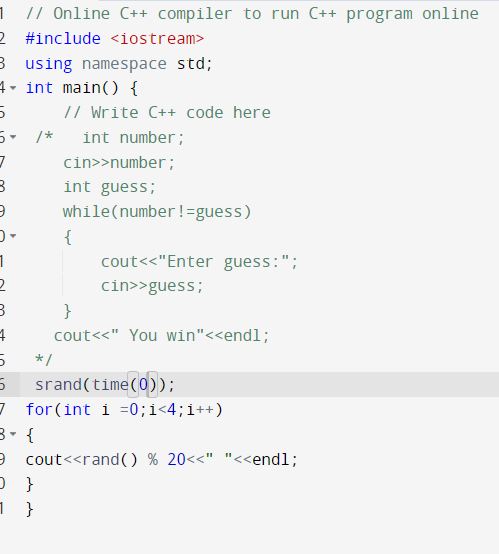 1 // Online C++ compiler to run C++ program online
2 #include <iostream>
3 using namespace std;
4 int main() {
5 // Write C++ code here
6 /* int number;
7 cin>>number;
8 int guess;
9 while(number!=guess)
0 {
1 cout<<"Enter guess:";
2 cin>>guess;
3 }
4 cout<<" You win"<<endl;
5 */
6 srand(time(0));
7 for(int i =0;i<4;i++)
8 {
9 cout<<rand() % 20<<" "<<endl;
0 }
1 }